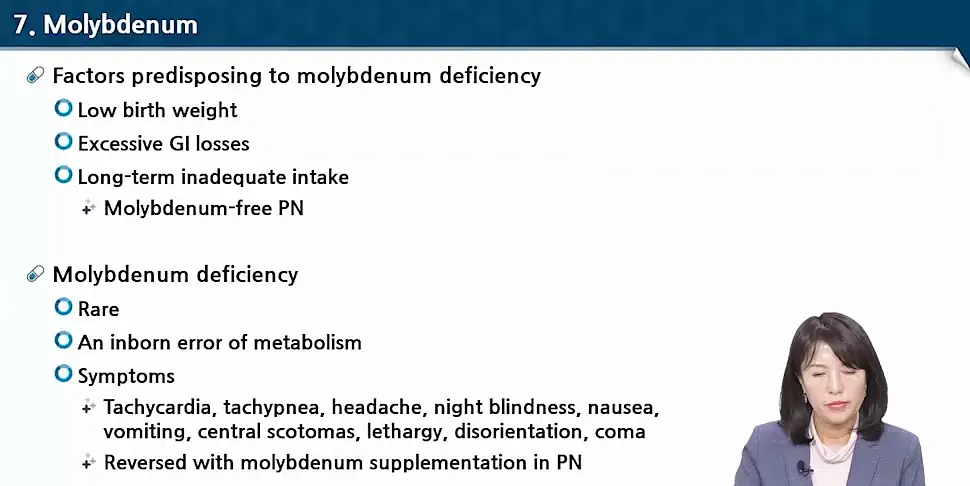 7. Molybdenum
Factors predisposing to molybdenum deficiency
Low birth weight
Excessive GI losses
Long-term inadequate intake
Molybdenum-free PN
Molybdenum deficiency
Rare
An inborn error of metabolism
Symptoms
Tachycardia, tachypnea, headache, night blindness, nausea,
vomiting, central scotomas, lethargy, disorientation, coma
Reversed with molybdenum supplementation in PN